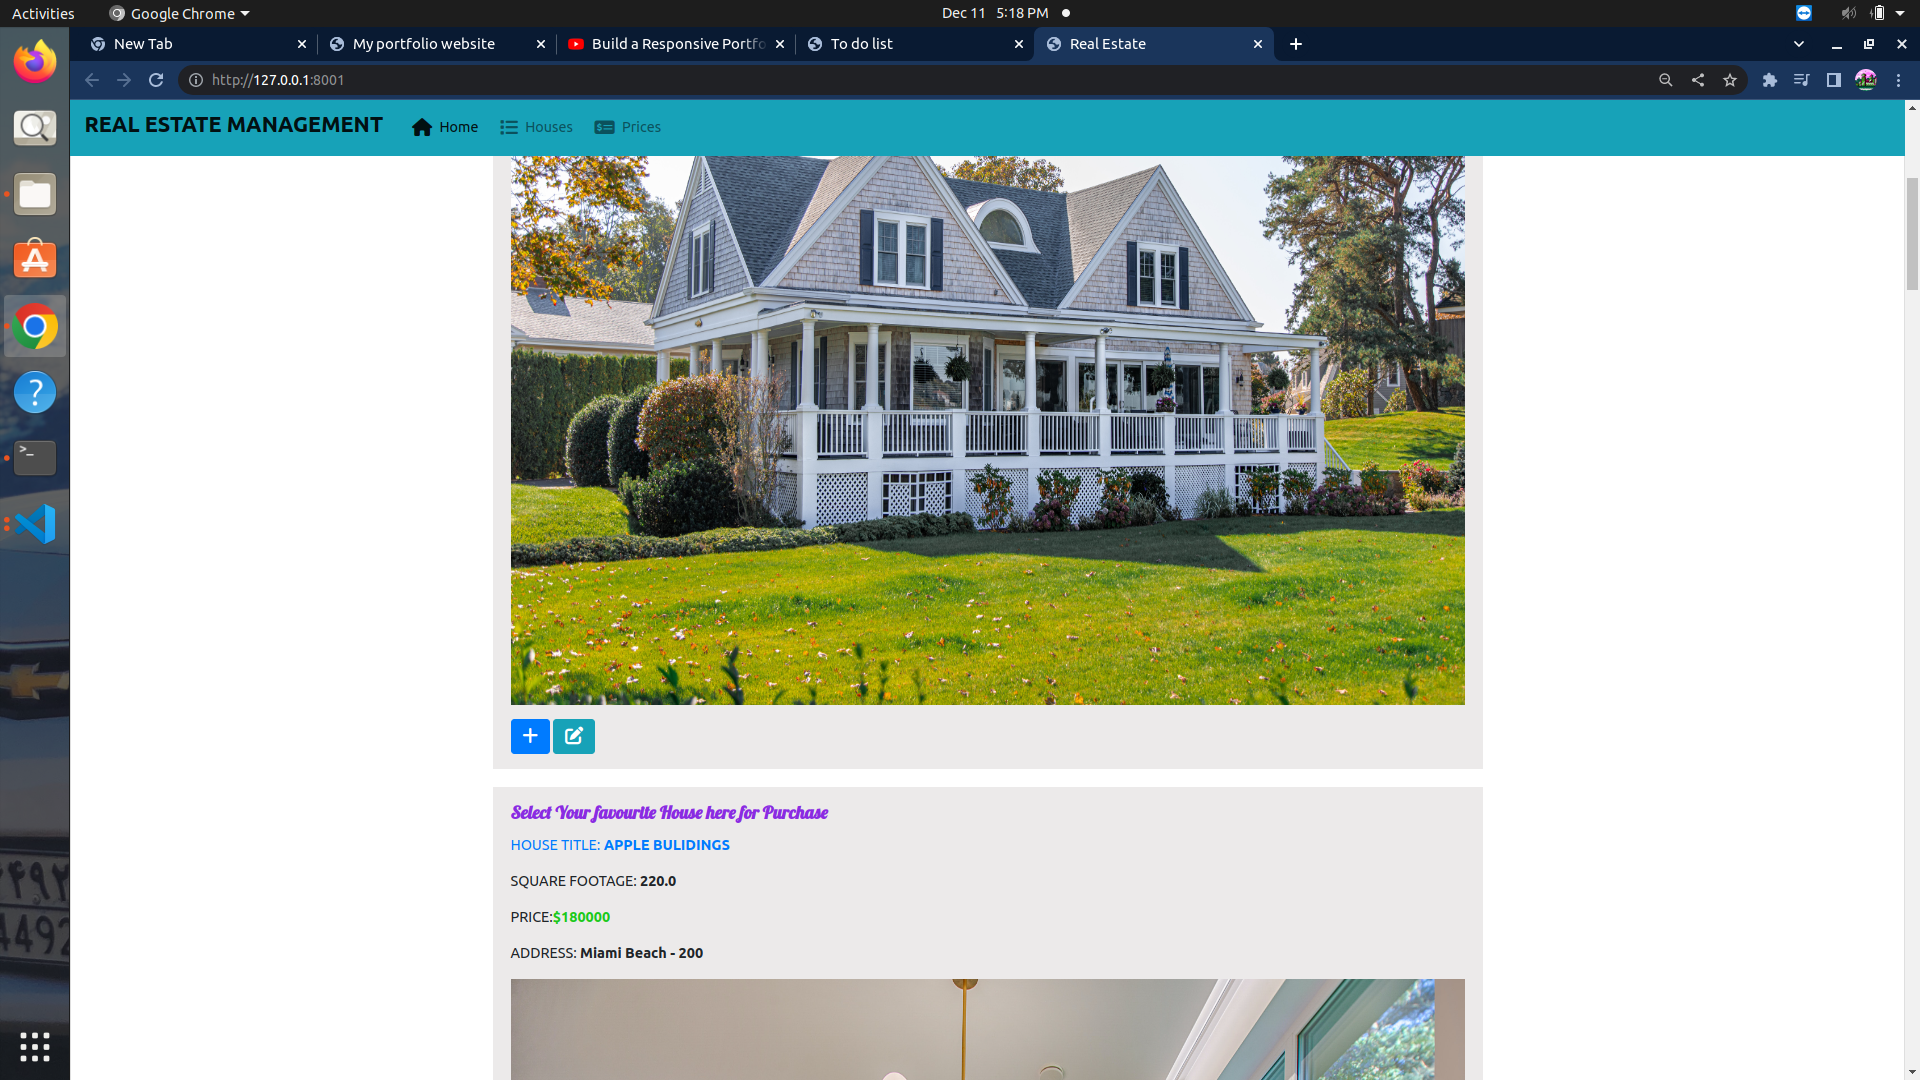 Activities
Google Chrome
Dec 11 5:18 PM
New Tab
My portfolio website
Build a Responsive Portfo
To do list
Real Estate
http://127.0.0.1:8001
REAL ESTATE MANAGEMENT
Home
Houses
Prices
Select Your favourite House here for Purchase
HOUSE TITLE: APPLE BULIDINGS
SQUARE FOOTAGE: 220.0
PRICE:$180000
ADDRESS: Miami Beach - 200